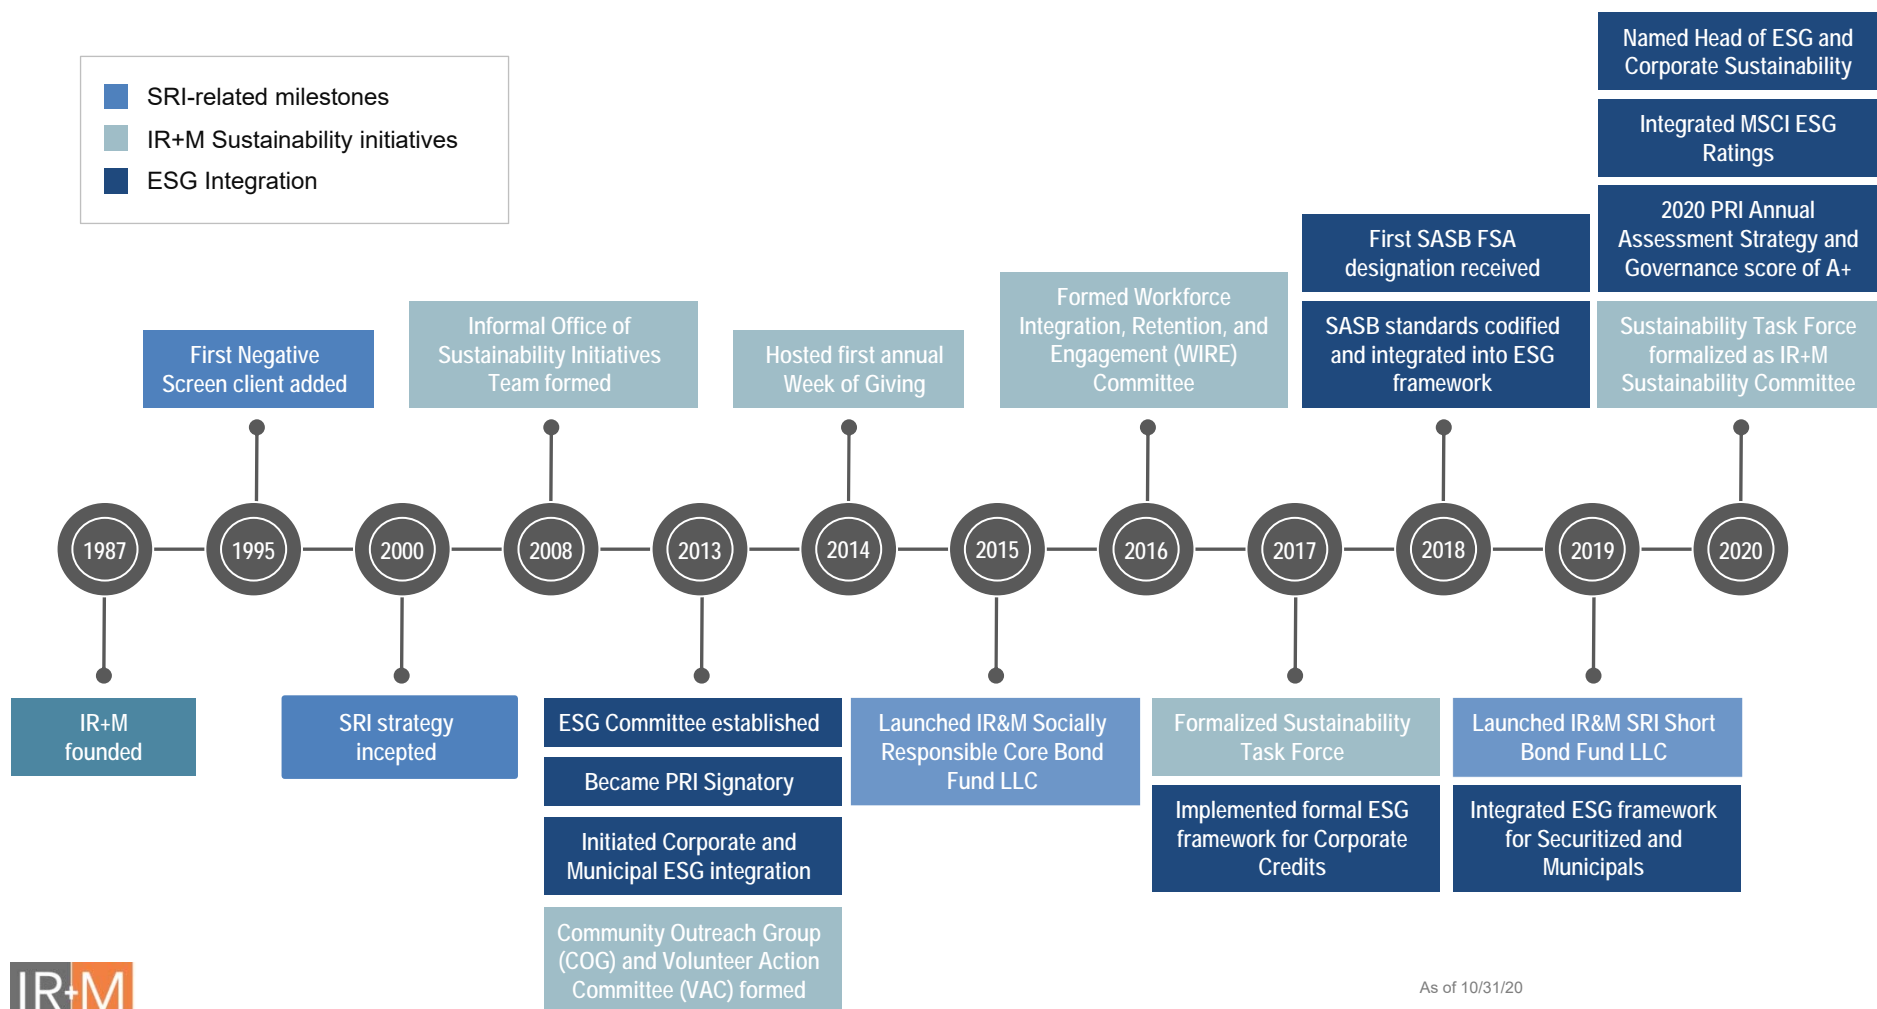 SRI-related milestones
IR+M Sustainability initiatives
ESG Integration
Named Head of ESG and
Corporate Sustainability
Integrated MSCI ESG
Ratings
2020 PRI Annual
Assessment Strategy and
Governance score of A+
Sustainability Task Force
formalized as IR+M
Sustainability Committee
First SASB FSA
designation received
SASB standards codified
and integrated into ESG
framework
Formed Workforce
Integration, Retention, and
Engagement (WIRE)
Committee
Hosted first annual
Week of Giving
Informal Office of
Sustainability Initiatives
Team formed
First Negative
Screen client added
1987
1995
2000
2008
2013
2014
2015
2016
2017
2018
2019
2020
IR+M
founded
SRI strategy
incepted
ESG Committee established
Became PRI Signatory
Initiated Corporate and
Municipal ESG integration
Community Outreach Group
(COG) and Volunteer Action
Committee (VAC) formed
Launched IR&M Socially
Responsible Core Bond
Fund LLC
Formalized Sustainability
Task Force
Implemented formal ESG
framework for Corporate
Credits
Launched IR&M SRI Short
Bond Fund LLC
Integrated ESG framework
for Securitized and
Municipals
IR+M
As of 10/31/20